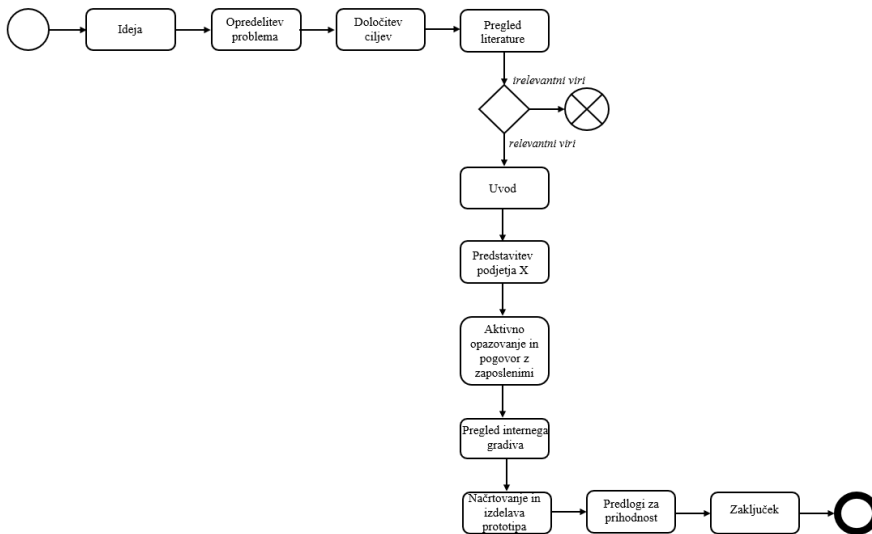 Ideja
Opredelitev
problema
Določitev
ciljev
Pregled
literature
irelevantni viri
relevantni viri
Uvod
Predstavitev
podjetja X
Aktivno
opazovanje in
pogovor z
zaposlenimi
Pregled internega
gradiva
Načrtovanje in
izdelava
prototipa
Predlogi za
prihodnost
Zaključek